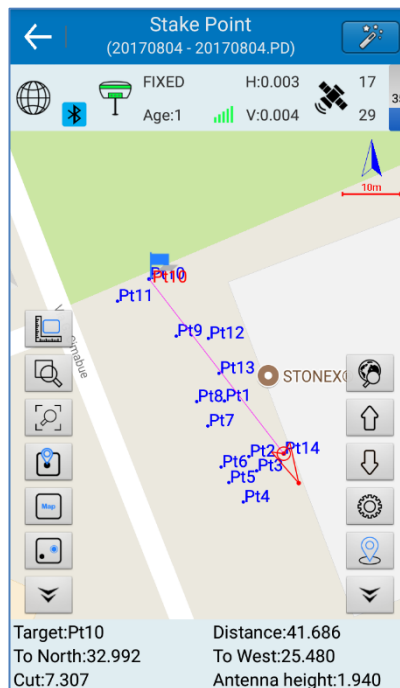 Stake Point
(20170804 - 20170804.PD)
FIXED H:0.003 17
Age:1 V:0.004 29
35
10m
Pt10
Pt10
Pt11
Pt9 Pt12
Pt13
STONEX
Pt8 Pt1
Pt7
Pt2 Pt14
Pt6 Pt3
Pt5
Pt4
Map
Target:Pt10 Distance:41.686
To North:32.992 To West:25.480
Cut:7.307 Antenna height:1.940